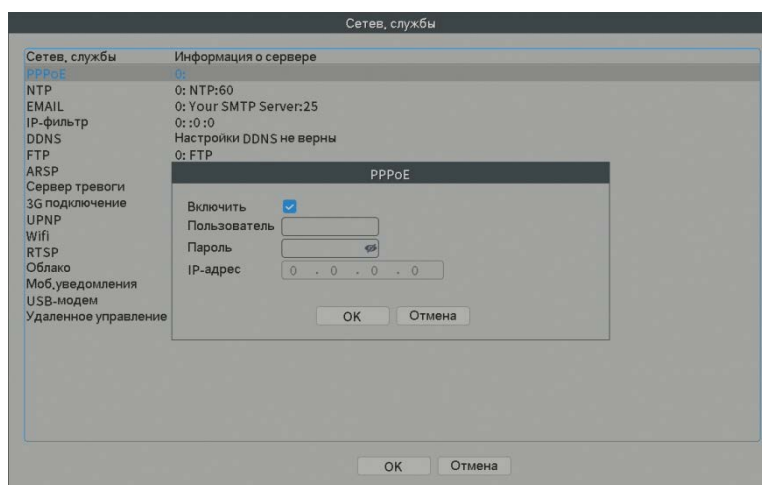 Сетев, службы
Сетев, службы Информация о сервере
PPPoE 0:
NTP 0: NTP:60
EMAIL 0: Your SMTP Server:25
IP-фильтр 0: :0 :0
DDNS Настройки DDNS не верны
FTP 0: FTP
ARSP
Сервер тревоги
3G подключение
UPNP
Wifi
RTSP
Облако
Моб,уведомления
USB-модем
Удаленное управление
PPPoE
Включить
Пользователь
Пароль
IP-адрес 0 . 0 . 0 . 0
OK Отмена
OK Отмена